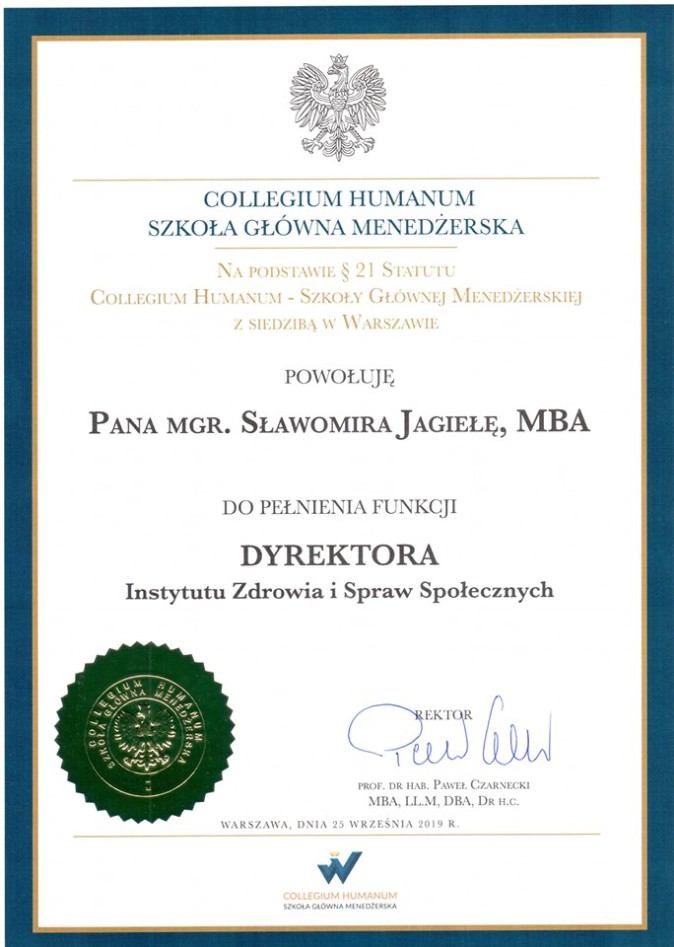 COLLEGIUM HUMANUM
SZKOŁA GŁÓWNA MENEDŻERSKA
NA PODSTAWIE § 21 STATUTU
COLLEGIUM HUMANUM - SZKOŁY GŁÓWNEJ MENEDŻERSKIEJ
Z SIEDZIBĄ W WARSZAWIE
POWOŁUJĘ
PANA MGR. SŁAWOMIRA JAGIEŁĘ, MBA
DO PEŁNIENIA FUNKCJI
DYREKTORA
Instytutu Zdrowia i Spraw Społecznych
COLLEGIUM HUMANUM
SZKOŁA GŁÓWNA MENEDŻERSKA
REKTOR
PROF. DR HAB. PAWEŁ CZARNECKI
MBA, LL.M, DBA, DR H.C.
WARSZAWA, DNIA 25 WRZEŚNIA 2019 R.
COLLEGIUM HUMANUM
SZKOŁA GŁÓWNA MENEDŻERSKA